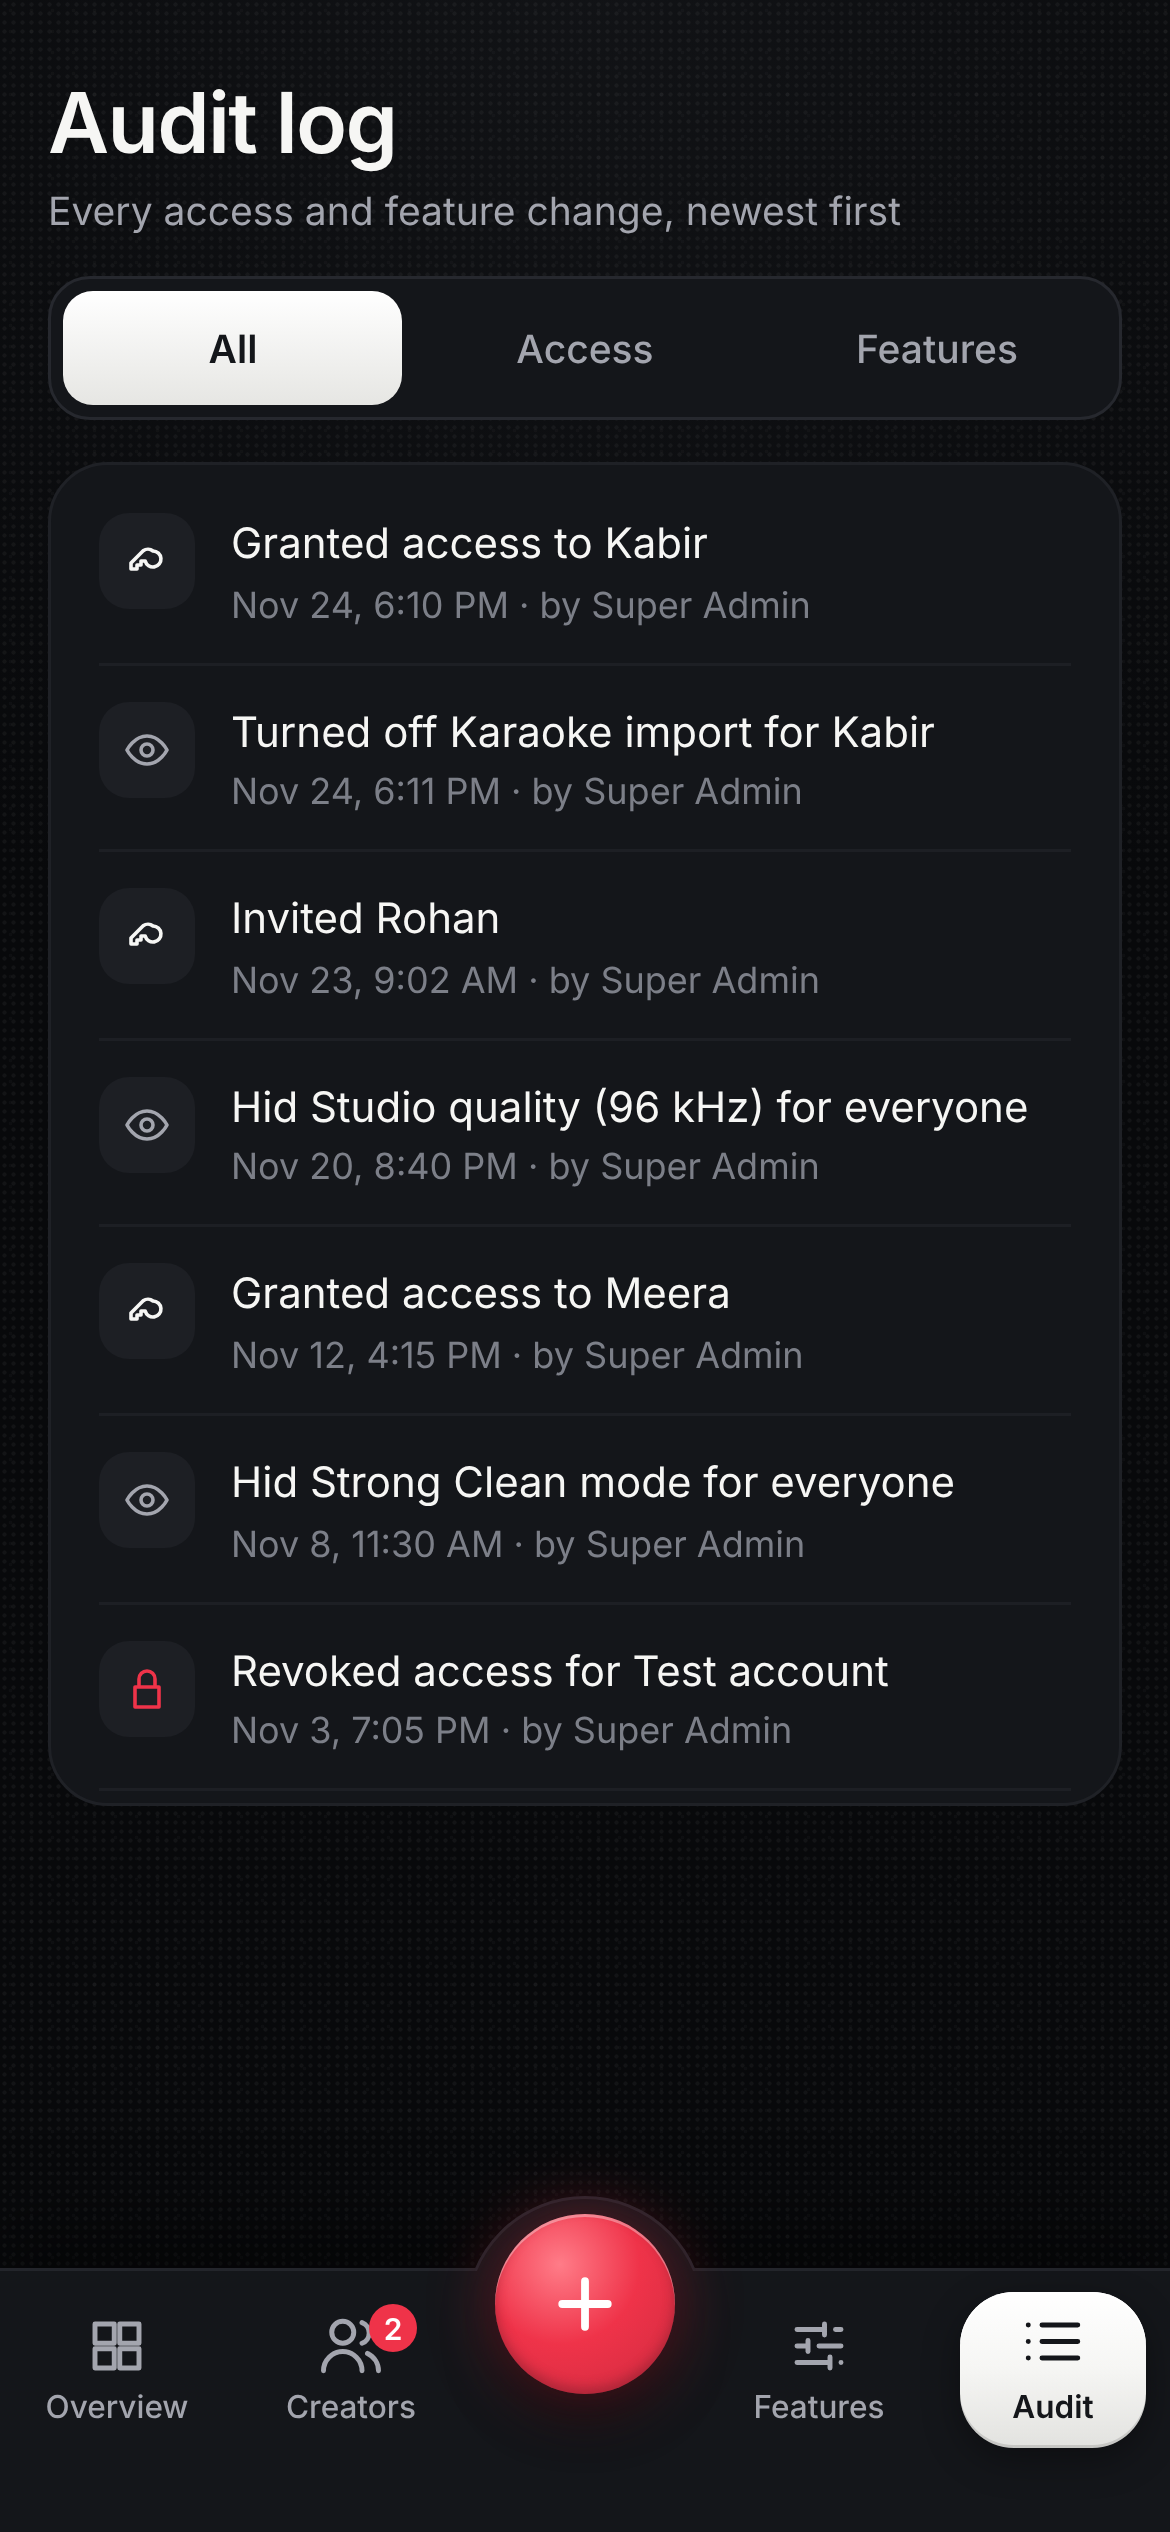 Audit log
Every access and feature change, newest first
All
Access
Features
Granted access to Kabir
Nov 24, 6:10 PM · by Super Admin
Turned off Karaoke import for Kabir
Nov 24, 6:11 PM · by Super Admin
Invited Rohan
Nov 23, 9:02 AM · by Super Admin
Hid Studio quality (96 kHz) for everyone
Nov 20, 8:40 PM · by Super Admin
Granted access to Meera
Nov 12, 4:15 PM · by Super Admin
Hid Strong Clean mode for everyone
Nov 8, 11:30 AM · by Super Admin
Revoked access for Test account
Nov 3, 7:05 PM · by Super Admin
Overview
2
Creators
Features
Audit